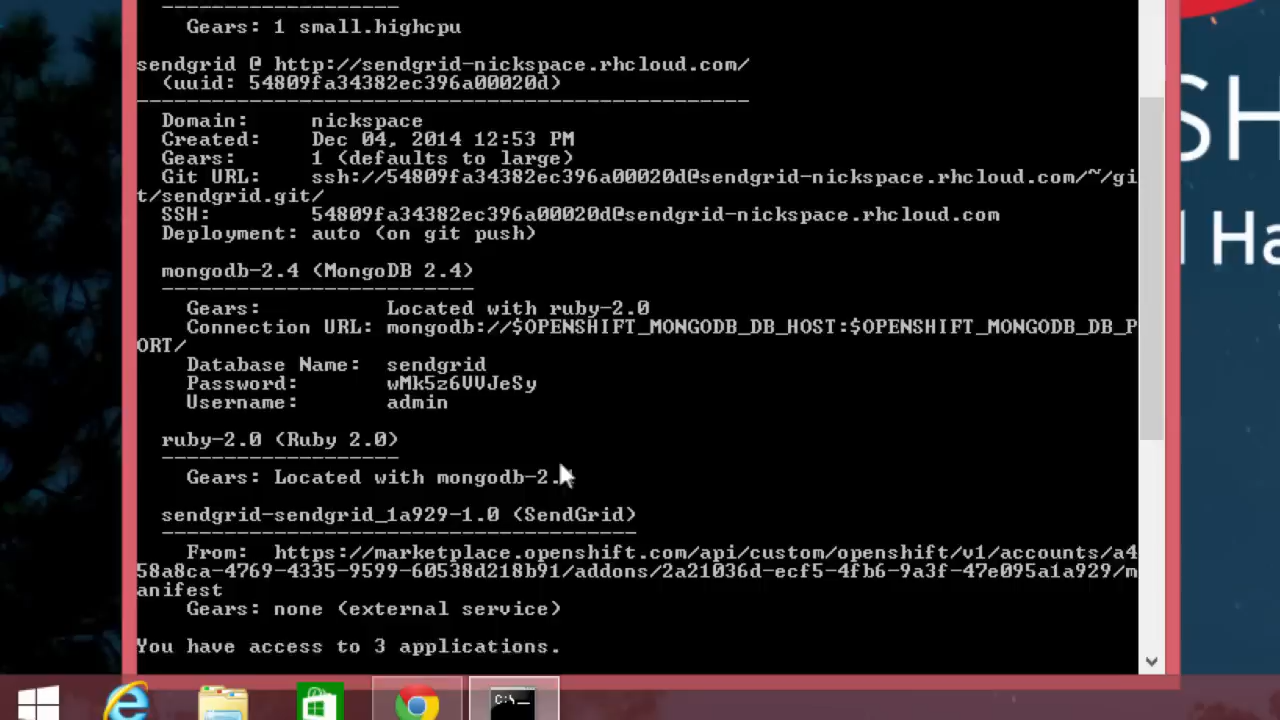 Gears: 1 small.highcpu
sendgrid @ http://sendgrid-nickspace.rhcloud.com/
(uuid: 54809fa34382ec396a00020d)
Domain: nickspace
Created: Dec 04, 2014 12:53 PM
Gears: 1 (defaults to large)
Git URL: ssh://54809fa34382ec396a00020d@sendgrid-nickspace.rhcloud.com/~/gi
t/sendgrid.git/
SSH: 54809fa34382ec396a00020d@sendgrid-nickspace.rhcloud.com
Deployment: auto (on git push)
mongodb-2.4 (MongoDB 2.4)
Gears: Located with ruby-2.0
Connection URL: mongodb://$OPENSHIFT_MONGODB_DB_HOST:$OPENSHIFT_MONGODB_DB_P
ORT/
Database Name: sendgrid
Password: wMk5z6VVJeSy
Username: admin
ruby-2.0 (Ruby 2.0)
Gears: Located with mongodb-2.
sendgrid-sendgrid_1a929-1.0 (SendGrid)
From: https://marketplace.openshift.com/api/custom/openshift/v1/accounts/a4
58a8ca-4769-4335-9599-60538d218b91/addons/2a21036d-ecf5-4fb6-9a3f-47e095a1a929/m
anifest
Gears: none (external service)
You have access to 3 applications.
SH
Ha
C:\_